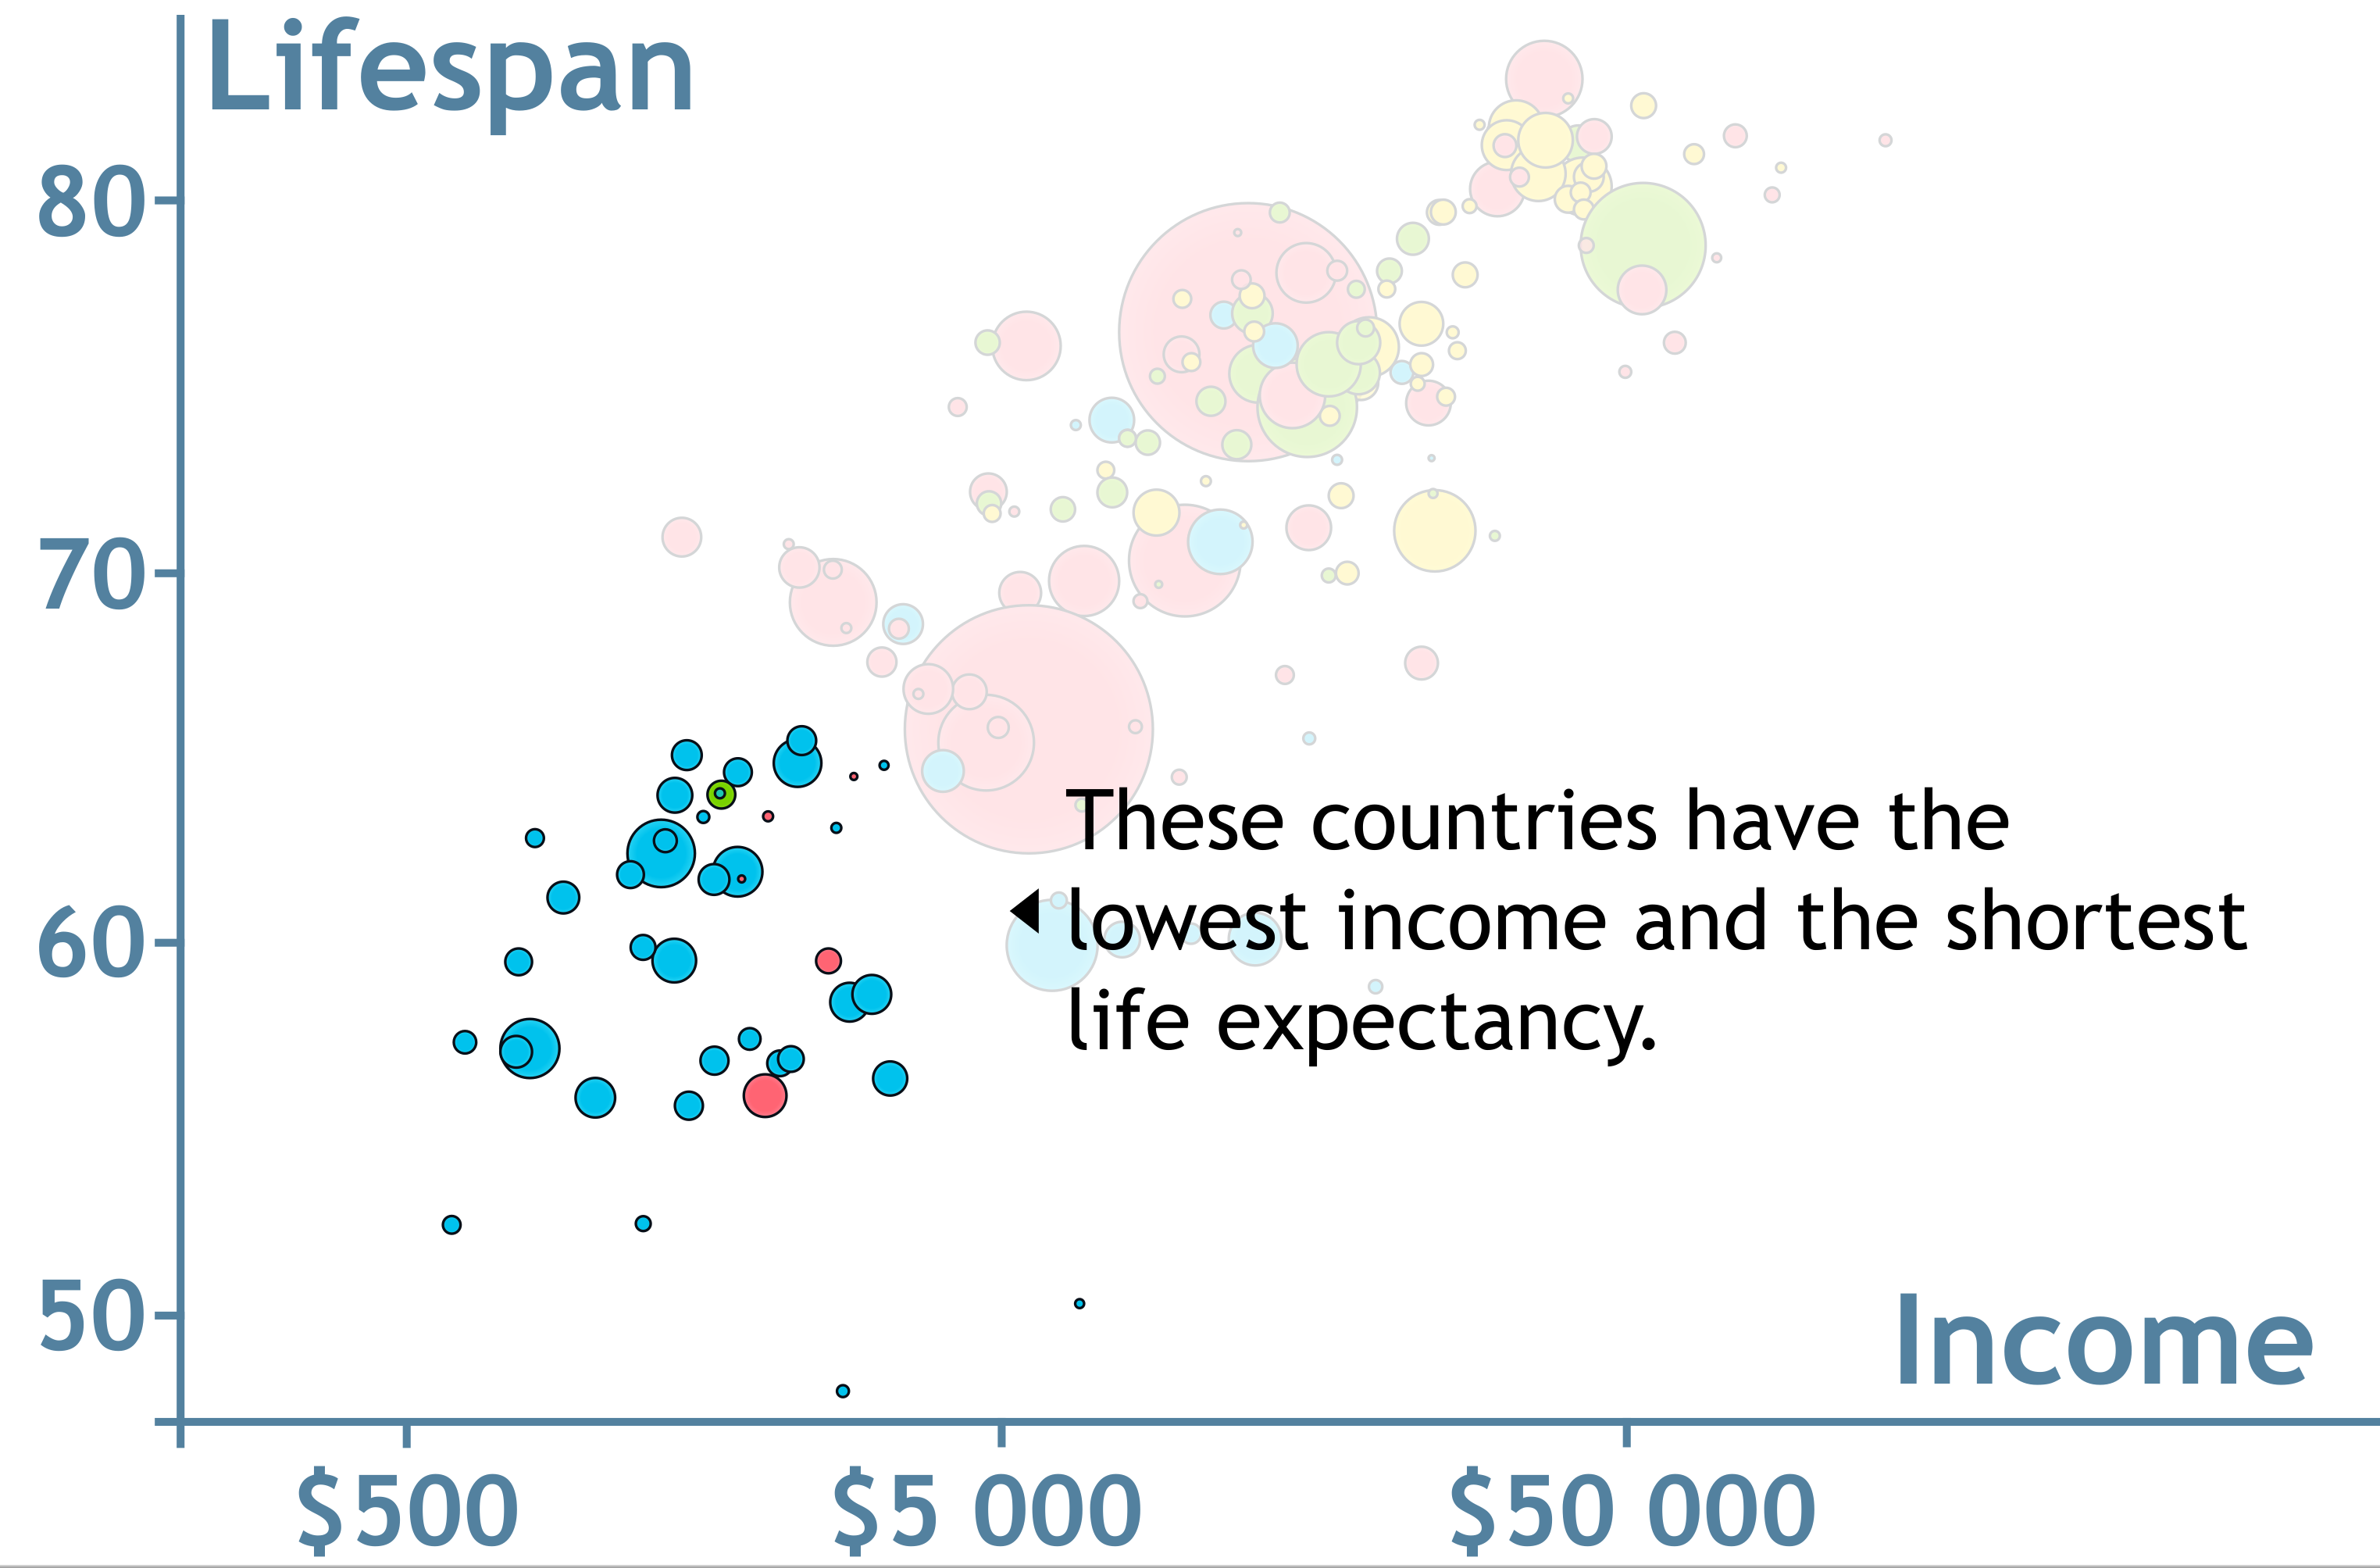 Lifespan
80
70
60
50
These countries have the
lowest income and the shortest
life expectancy.
Income
$500
$5 000
$50 000